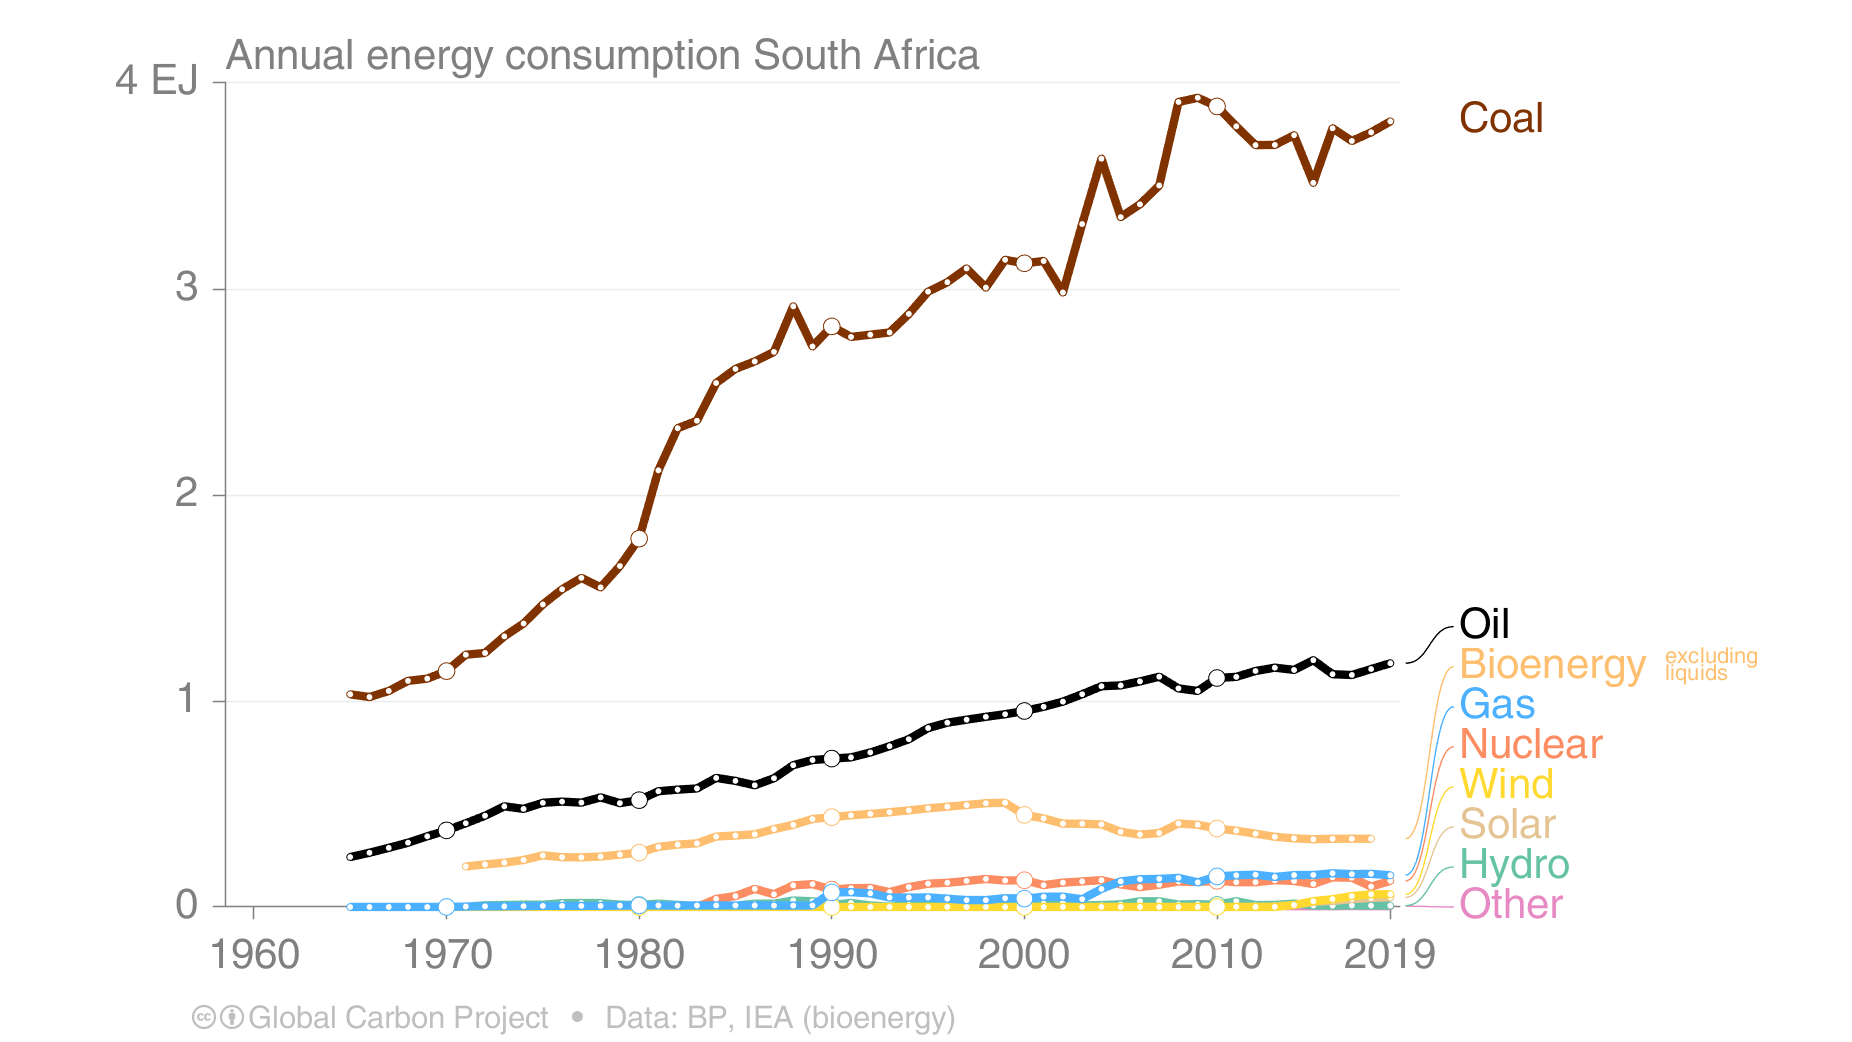 Annual energy consumption South Africa
4 EJ
3
2
1
0
1960 1970 1980 1990 2000 2010 2019
Coal
Oil
Bioenergy excluding
liquids
Gas
Nuclear
Wind
Solar
Hydro
Other
cc Global Carbon Project • Data: BP, IEA (bioenergy)